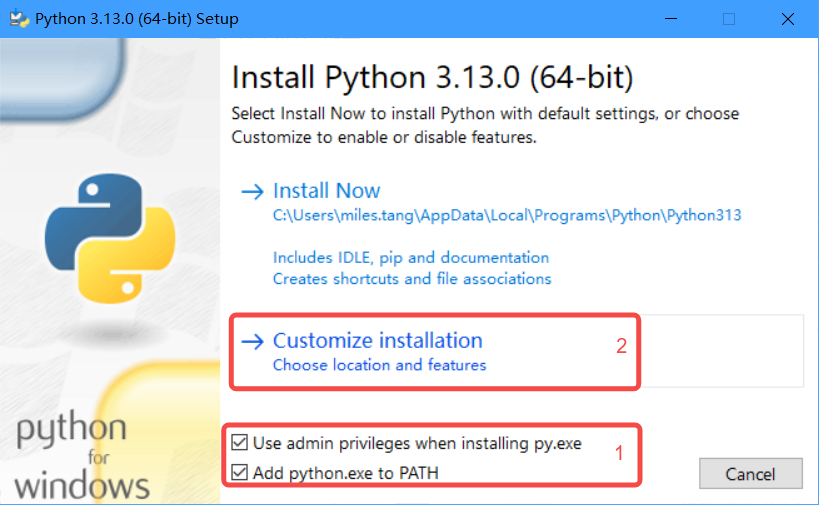 Python 3.13.0 (64-bit) Setup
Install Python 3.13.0 (64-bit)
Select Install Now to install Python with default settings, or choose
Customize to enable or disable features.
Install Now
C:\Users\miles.tang\AppData\Local\Programs\Python\Python313
Includes IDLE, pip and documentation
Creates shortcuts and file associations
Customize installation
2
Choose location and features
Use admin privileges when installing py.exe
1
Add python.exe to PATH
Cancel
python
for
windows